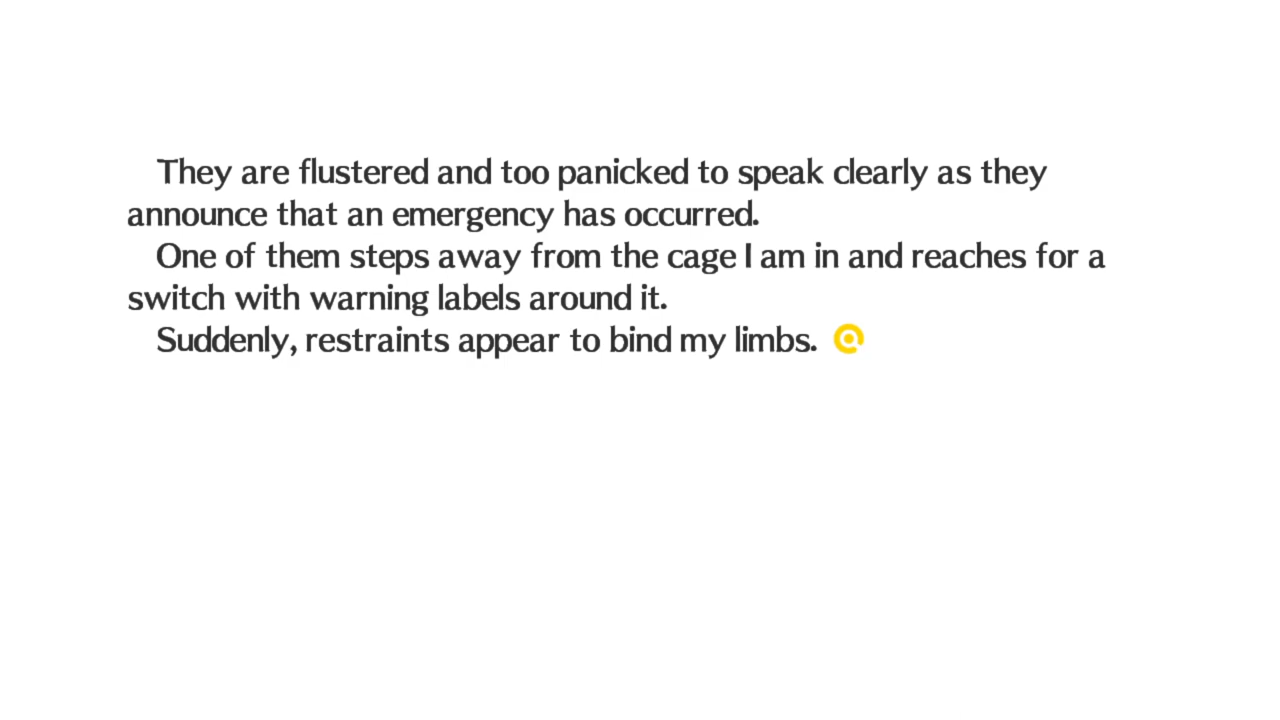 They are flustered and too panicked to speak clearly as they
announce that an emergency has occurred.
One of them steps away from the cage I am in and reaches for a
switch with warning labels around it.
Suddenly, restraints appear to bind my limbs.